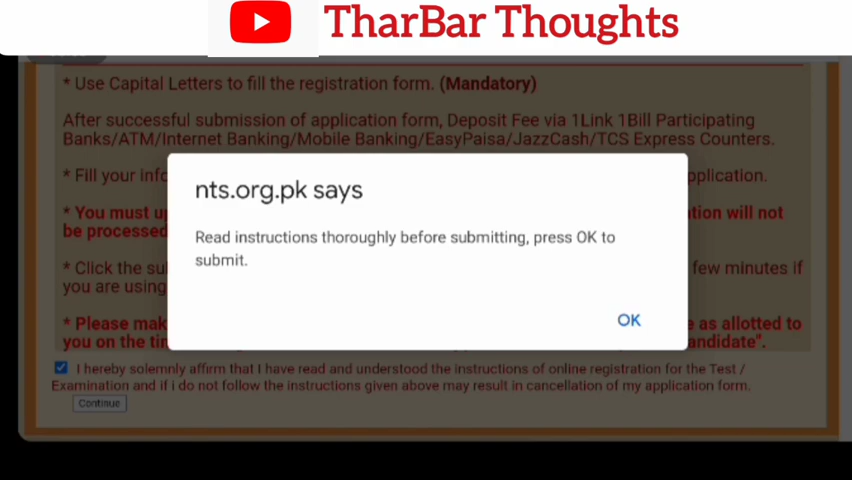 TharBar Thoughts
* Use Capital Letters to fill the registration form. (Mandatory)
After successful submission of application form, Deposit Fee via 1Link 1Bill Participating
Banks/ATM/Internet Banking/Mobile Banking/EasyPaisa/JazzCash/TCS Express Counters.
* Fill your info pplication.
* You must u tion will not
be processed
* Click the su few minutes if
you are using
* Please mak e as allotted to
you on the tim andidate".
nts.org.pk says
Read instructions thoroughly before submitting, press OK to
submit.
OK
I hereby solemnly affirm that I have read and understood the instructions of online registration for the Test /
Examination and if i do not follow the instructions given above may result in cancellation of my application form.
Continue